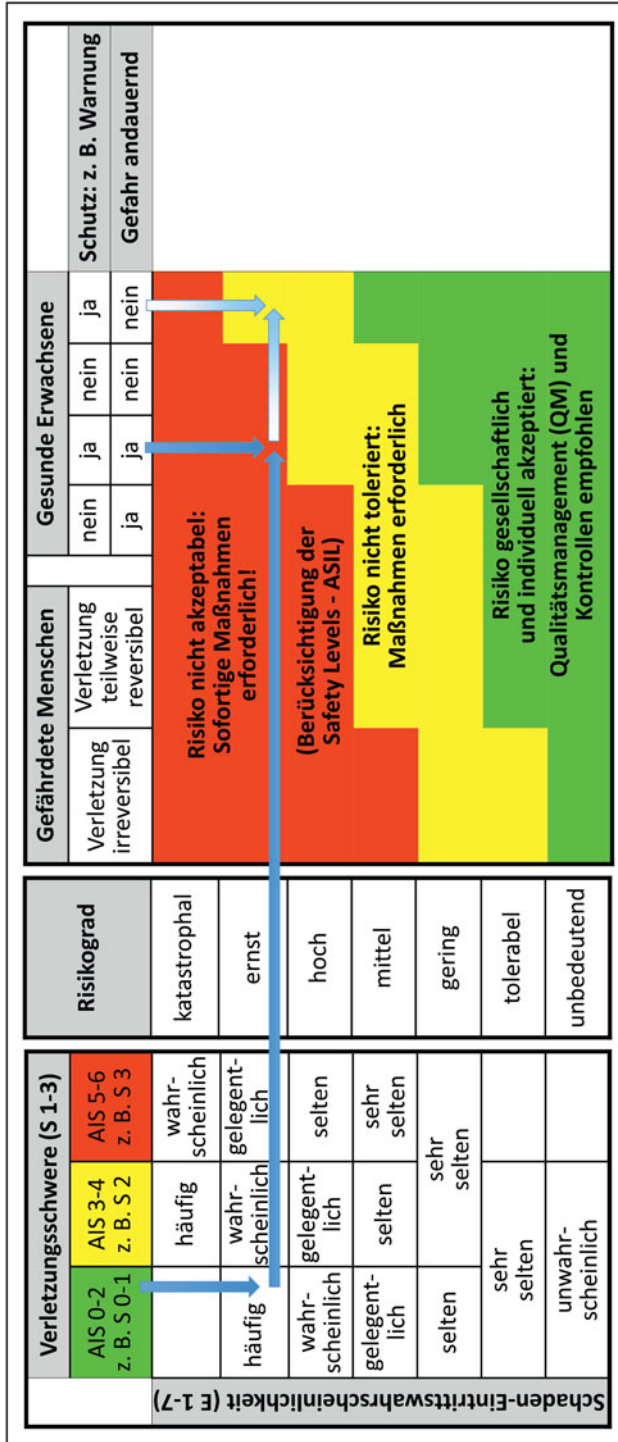 Verletzungsschwere (S 1-3)
AIS 0-2
z. B. S 0-1
AIS 3-4
z. B. S 2
AIS 5-6
z. B. S 3
Schaden-Eintrittswahrscheinlichkeit (E 1-7)
häufig
wahr-
scheinlich
häufig
wahr-
scheinlich
gelegent-
lich
wahr-
scheinlich
gelegent-
lich
selten
gelegent-
lich
selten
sehr
selten
selten
sehr
selten
sehr
selten
unwahr-
scheinlich
Risikograd
katastrophal
ernst
hoch
mittel
gering
tolerabel
unbedeutend
Gefährdete Menschen
Verletzung
irreversibel
Verletzung
teilweise
reversibel
Gesunde Erwachsene
nein
ja
nein
ja
ja
ja
nein
nein
Schutz: z. B. Warnung
Gefahr andauernd
Risiko nicht akzeptabel:
Sofortige Maßnahmen
erforderlich!
(Berücksichtigung der
Safety Levels - ASIL)
Risiko nicht toleriert:
Maßnahmen erforderlich
Risiko gesellschaftlich
und individuell akzeptiert:
Qualitätsmanagement (QM) und
Kontrollen empfohlen